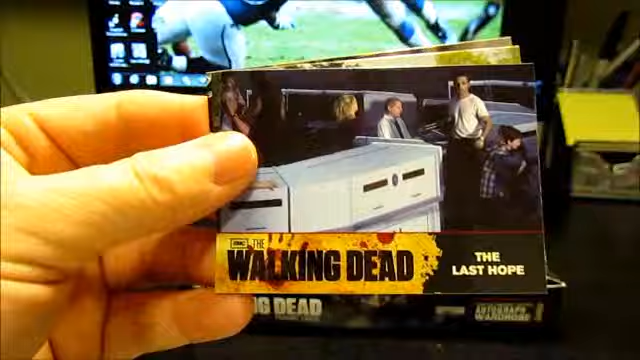 AMC
THE
WALKING DEAD
THE
LAST HOPE
NG DEAD
AUTOGRAPH
WARDROBE